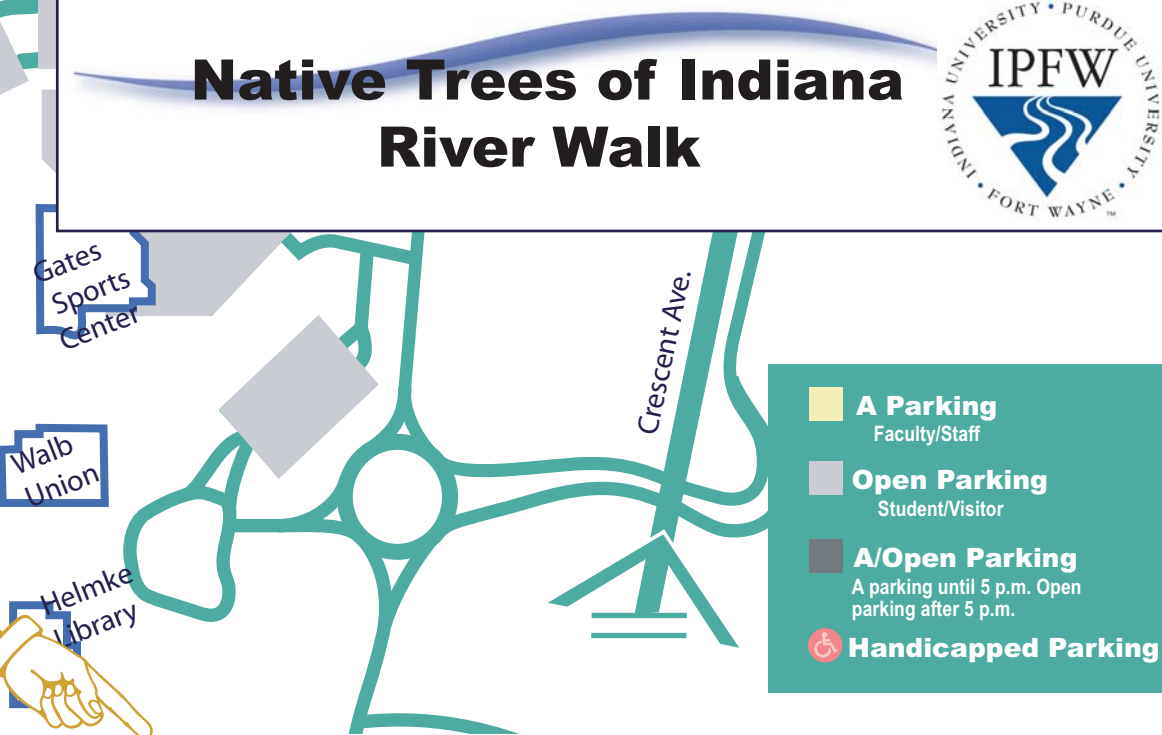 Native Trees of Indiana
River Walk
INDIANA UNIVERSITY • PURDUE UNIVERSITY • FORT WAYNE •
IPFW
TM
Gates
Sports
Center
Crescent Ave.
Walb
Union
Helmke
Library
A Parking
Faculty/Staff
Open Parking
Student/Visitor
A/Open Parking
A parking until 5 p.m. Open
parking after 5 p.m.
Handicapped Parking